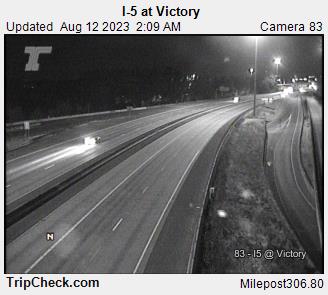 I-5 at Victory
Updated Aug 12 2023 2:09 AM Camera 83
T
N
83 - I5 @ Victory
TripCheck.com Milepost306.80